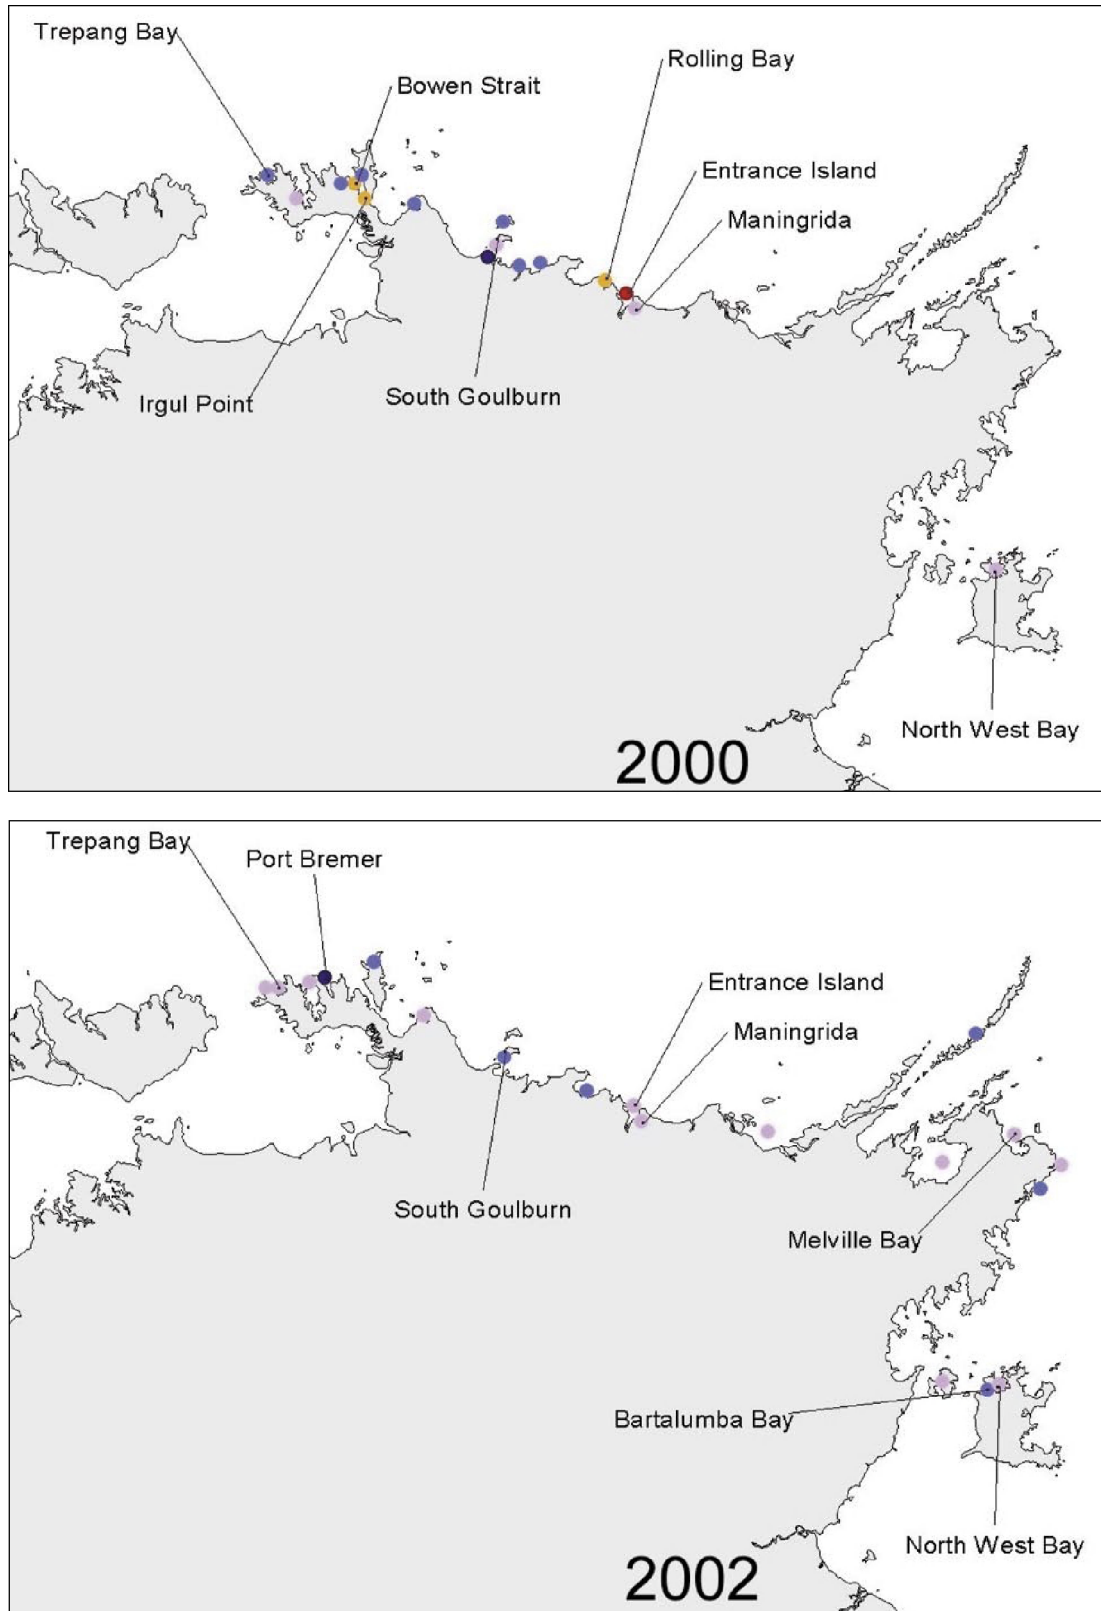 Trepang Bay
Rolling Bay
Bowen Strait
Entrance Island
Maningrida
South Goulburn
Irgul Point
North West Bay
2000
Trepang Bay
Port Bremer
Entrance Island
Maningrida
South Goulburn
Melville Bay
Bartalumba Bay
North West Bay
2002